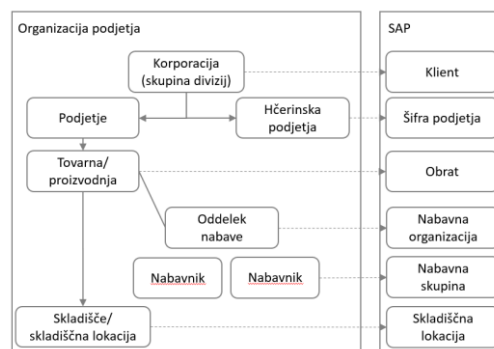 Organizacija podjetja
SAP
Korporacija
(skupina divizij)
Klient
Podjetje
Hčerinska
podjetja
Šifra podjetja
Tovarna/
proizvodnja
Obrat
Oddelek
nabave
Nabavna
organizacija
Nabavnik
Nabavnik
Nabavna
skupina
Skladišče/
skladiščna lokacija
Skladiščna
lokacija